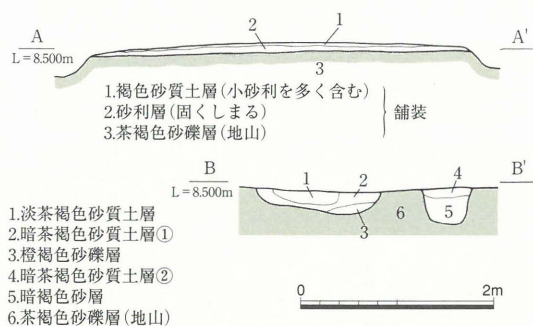 A A'
L=8.500m
2 1
3
1.褐色砂質土層(小砂利を多く含む)
2.砂利層(固くしまる)
3.茶褐色砂礫層(地山)
舗装
B B'
L=8.500m
1 2 4
6 5
3
1.淡茶褐色砂質土層
2.暗茶褐色砂質土層①
3.橙褐色砂礫層
4.暗茶褐色砂質土層②
5.暗褐色砂層
6.茶褐色砂礫層(地山)
0 2m